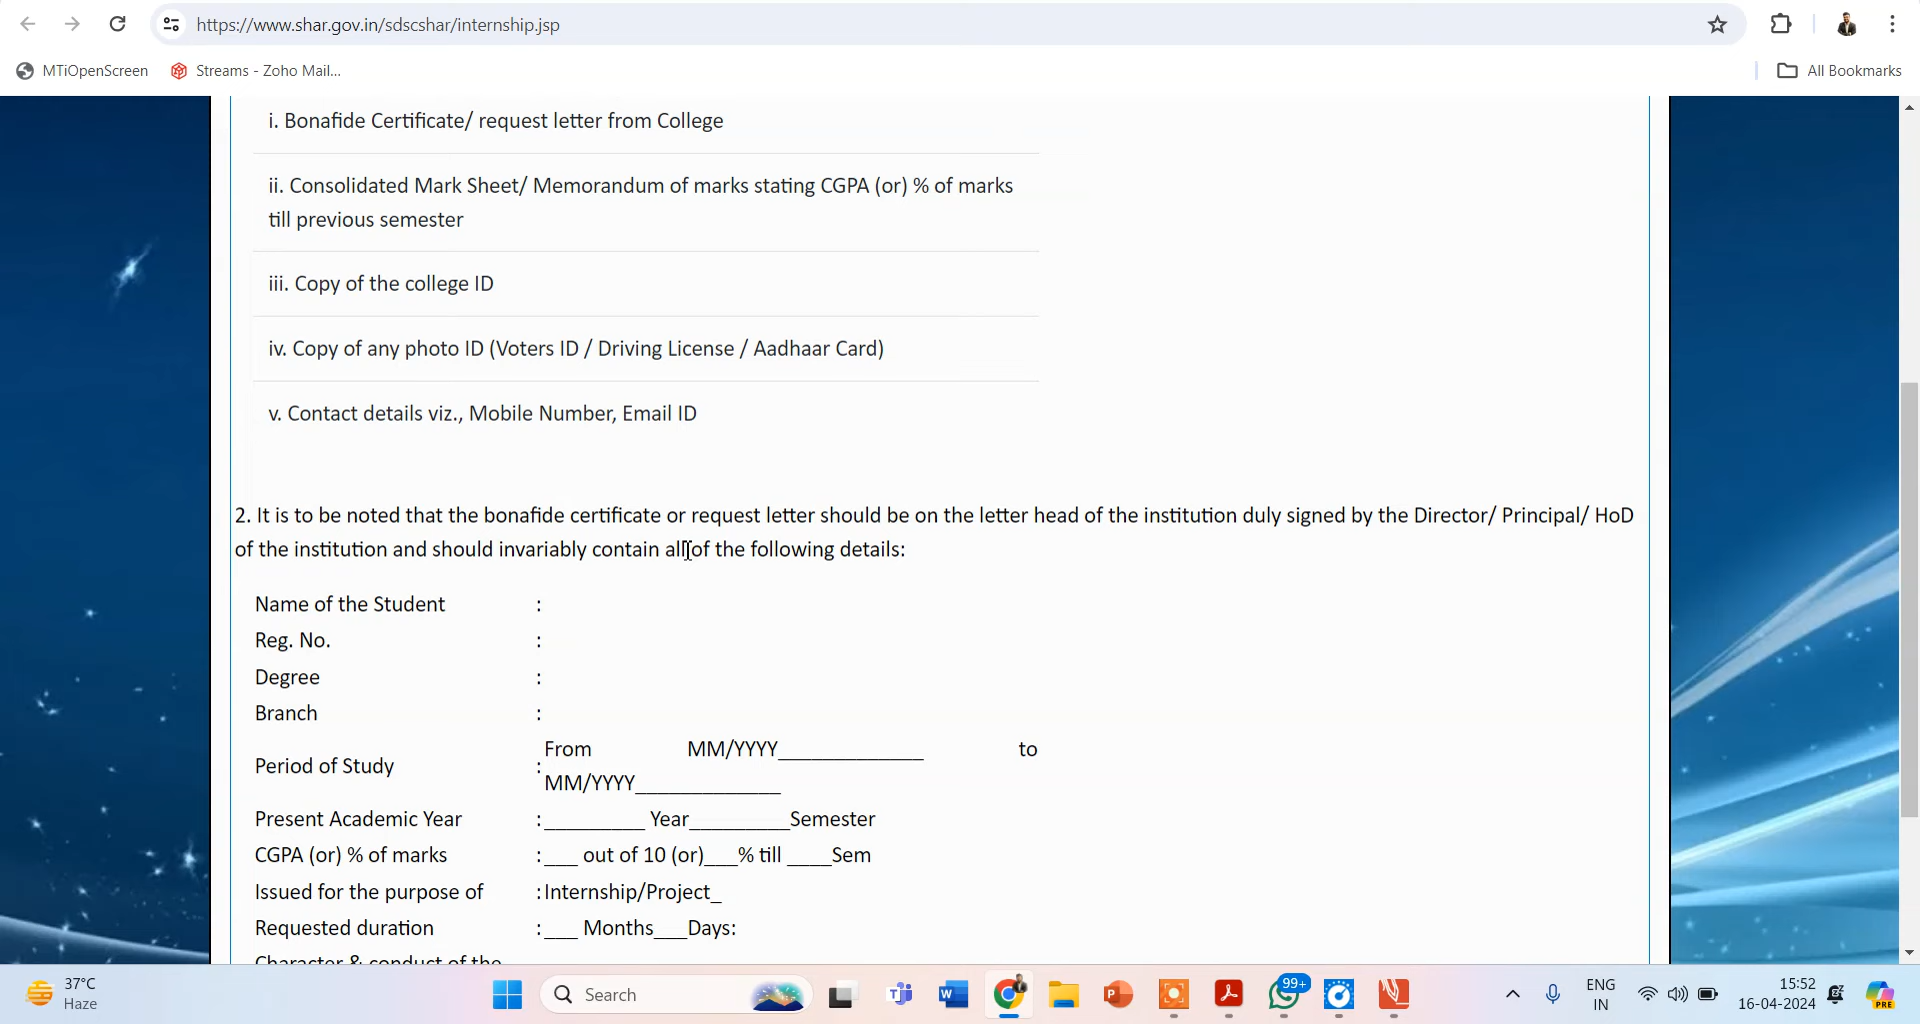 https://www.shar.gov.in/sdscshar/internship.jsp
MTiOpenScreen
Streams - Zoho Mail...
All Bookmarks
i. Bonafide Certificate/ request letter from College
ii. Consolidated Mark Sheet/ Memorandum of marks stating CGPA (or) % of marks
till previous semester
iii. Copy of the college ID
iv. Copy of any photo ID (Voters ID / Driving License / Aadhaar Card)
v. Contact details viz., Mobile Number, Email ID
2. It is to be noted that the bonafide certificate or request letter should be on the letter head of the institution duly signed by the Director/ Principal/ HoD
of the institution and should invariably contain all of the following details:
Name of the Student :
Reg. No. :
Degree :
Branch :
Period of Study : From MM/YYYY_____________ to
MM/YYYY_____________
Present Academic Year :_________ Year_________Semester
CGPA (or) % of marks :___ out of 10 (or)___% till ____Sem
Issued for the purpose of :Internship/Project_
Requested duration :___ Months___Days:
Character & conduct of the
37°C
Haze
Search
99+
ENG
IN
15:52
16-04-2024
PRE